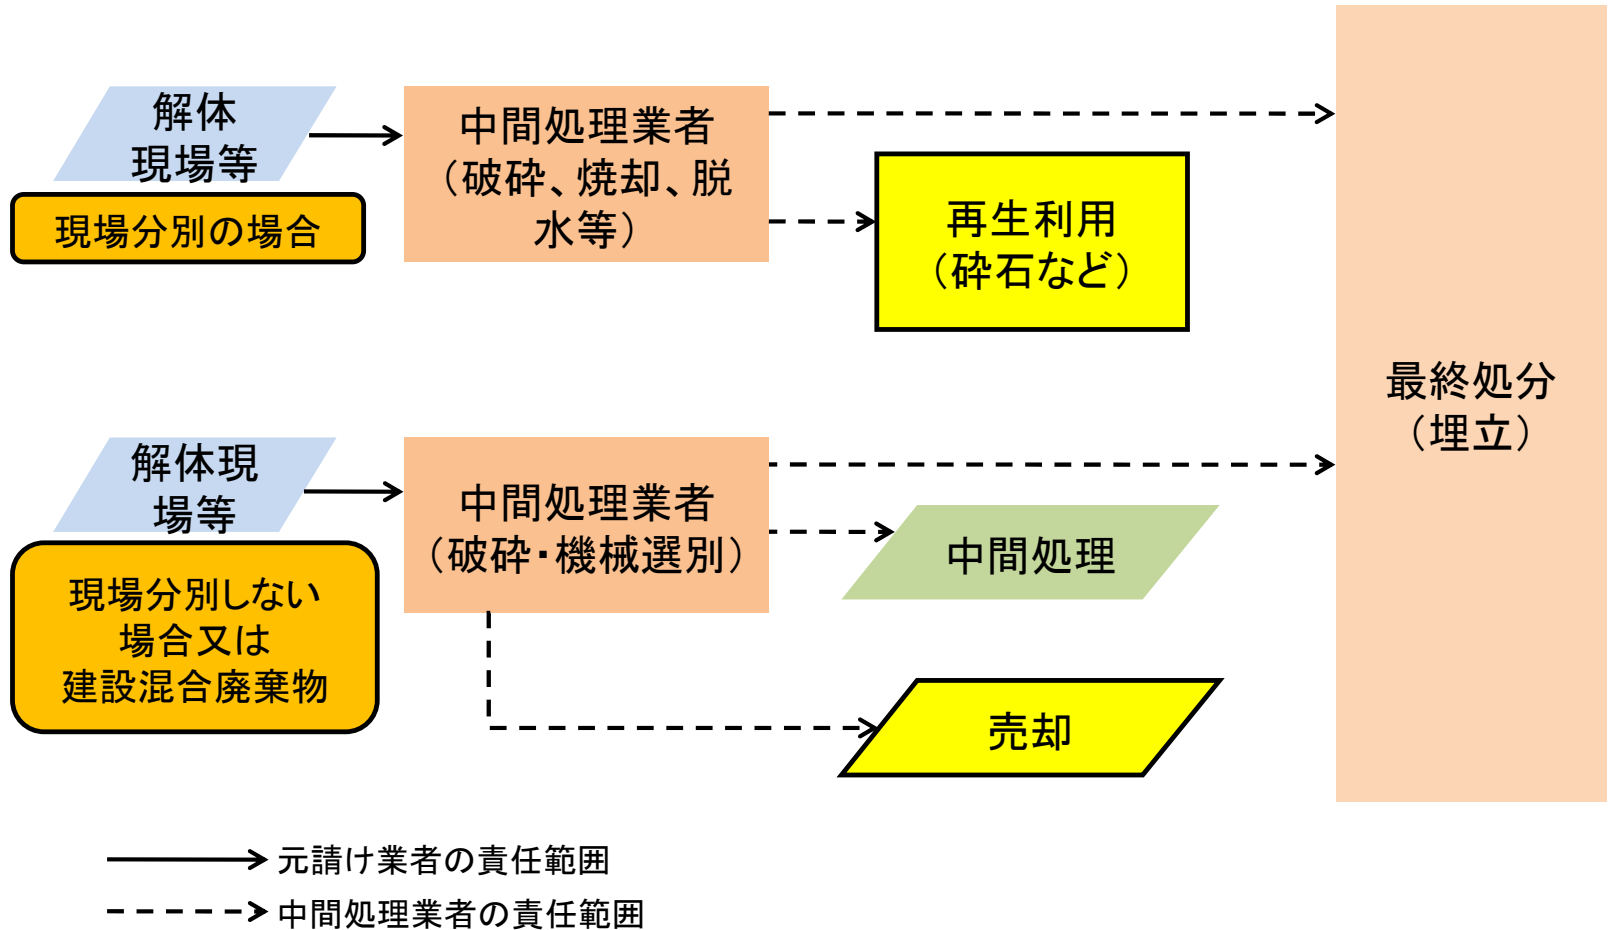 解体
現場等
現場分別の場合
中間処理業者
（破砕、焼却、脱
水等）
再生利用
（砕石など）
最終処分
（埋立）
解体現
場等
現場分別しない
場合又は
建設混合廃棄物
中間処理業者
（破砕・機械選別）
中間処理
売却
元請け業者の責任範囲
中間処理業者の責任範囲